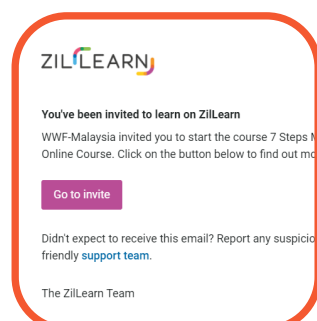 ZILLEARN
You've been invited to learn on ZilLearn
WWF-Malaysia invited you to start the course 7 Steps
Online Course. Click on the button below to find out
Go to invite
Didn't expect to receive this email? Report any
friendly support team.
The ZilLearn Team